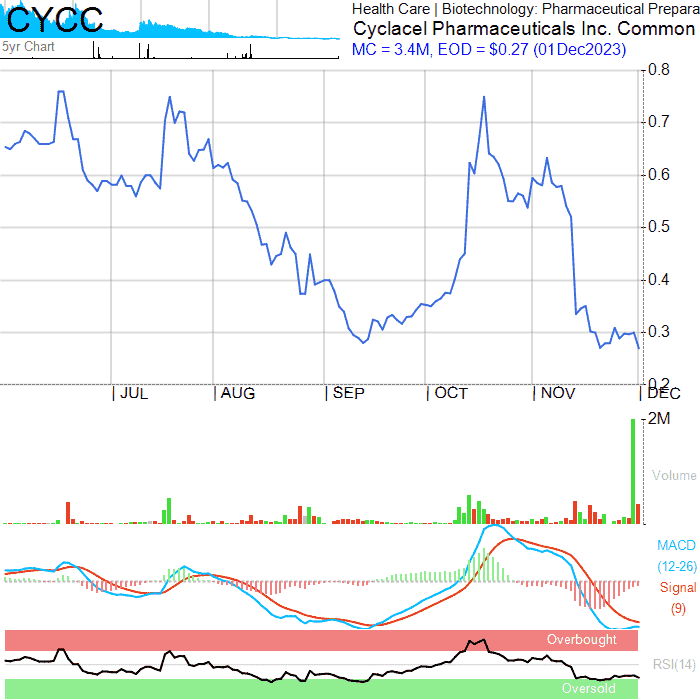 CYCC
5yr Chart
Health Care | Biotechnology: Pharmaceutical Prepara
Cyclacel Pharmaceuticals Inc. Common
MC = 3.4M, EOD = $0.27 (01Dec2023)
0.8
0.7
0.6
0.5
0.4
0.3
0.2
JUL AUG SEP OCT NOV DEC
2M
Volume
MACD
(12-26)
Signal
(9)
Overbought
RSI(14)
Oversold